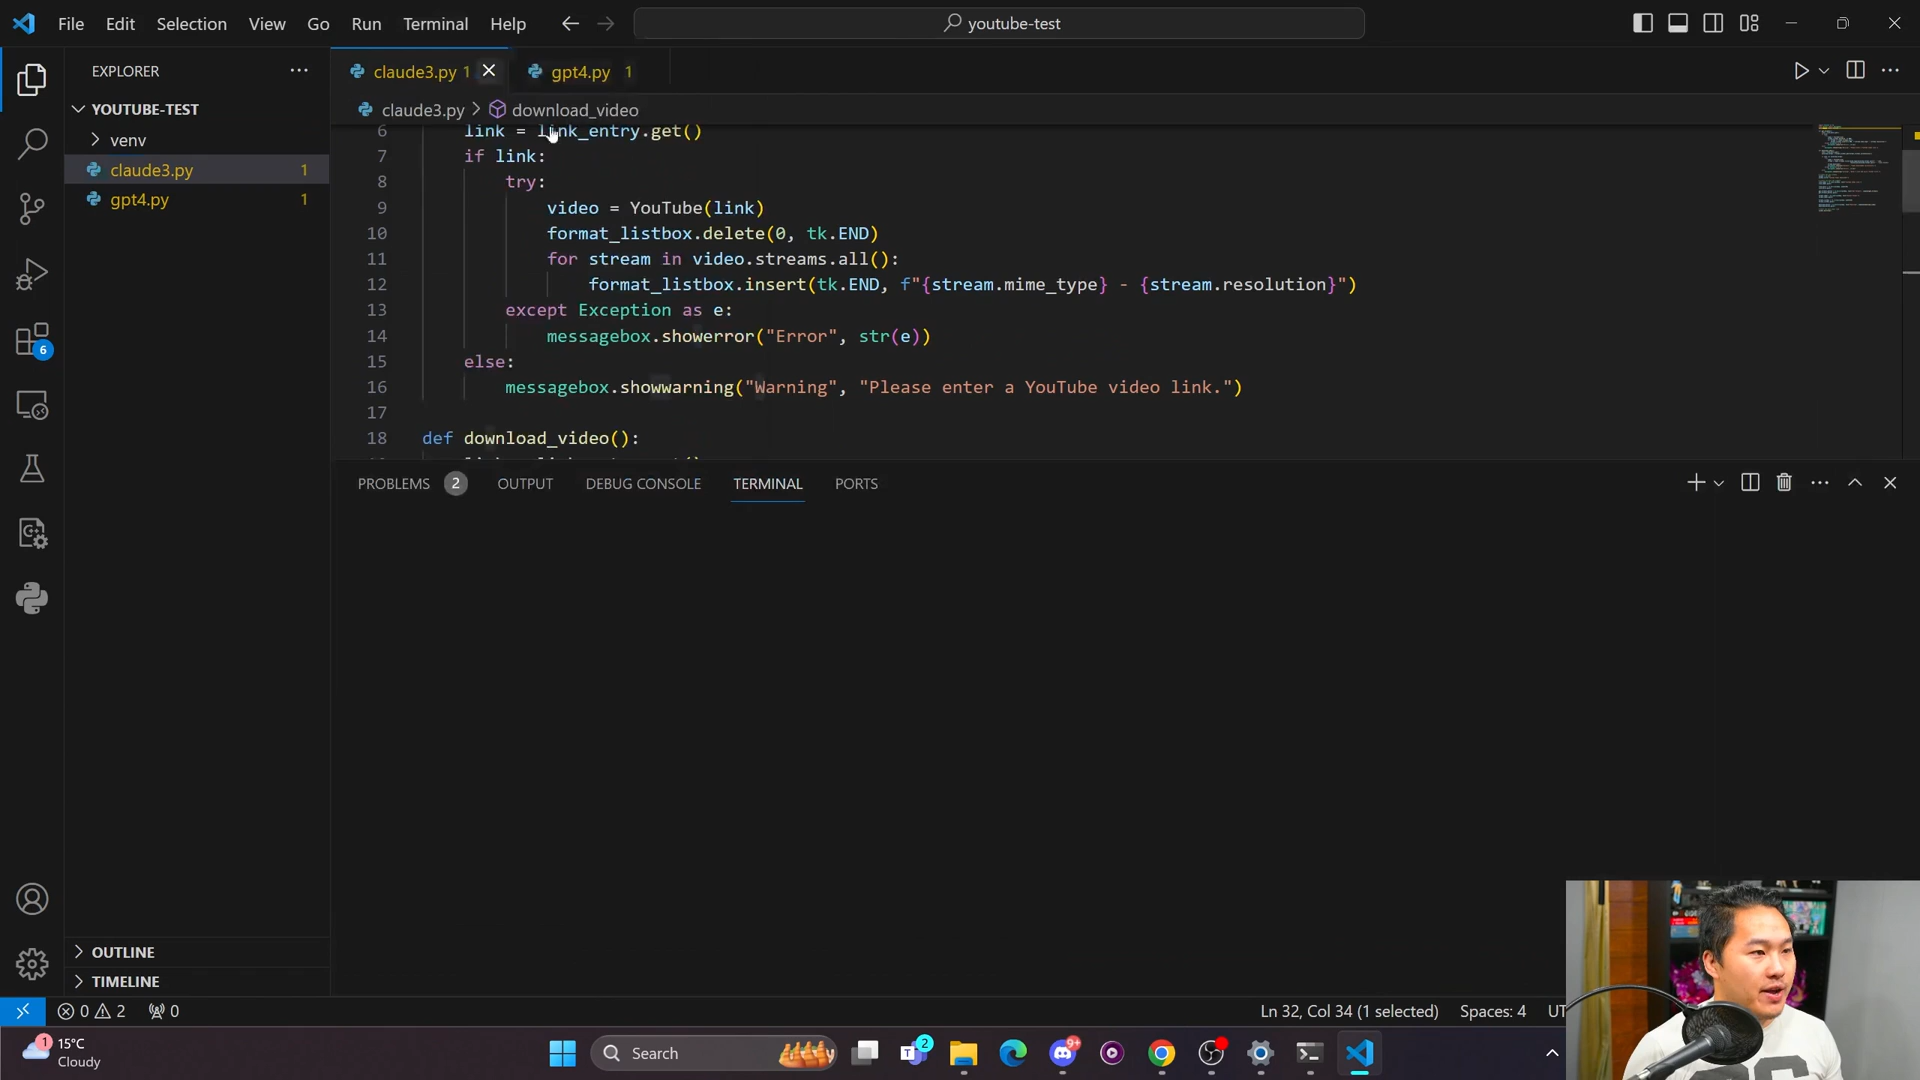 File Edit Selection View Go Run Terminal Help
youtube-test
EXPLORER
YOUTUBE-TEST
venv
claude3.py 1
gpt4.py 1
OUTLINE
TIMELINE
claude3.py 1
gpt4.py 1
claude3.py > download_video
6 link = link_entry.get()
7 if link:
8 try:
9 video = YouTube(link)
10 format_listbox.delete(0, tk.END)
11 for stream in video.streams.all():
12 format_listbox.insert(tk.END, f"{stream.mime_type} - {stream.resolution}")
13 except Exception as e:
14 messagebox.showerror("Error", str(e))
15 else:
16 messagebox.showwarning("Warning", "Please enter a YouTube video link.")
17
18 def download_video():
PROBLEMS 2 OUTPUT DEBUG CONSOLE TERMINAL PORTS
6
0 2 0
Ln 32, Col 34 (1 selected) Spaces: 4 UT
1 15°C
Cloudy
Search
2
9+